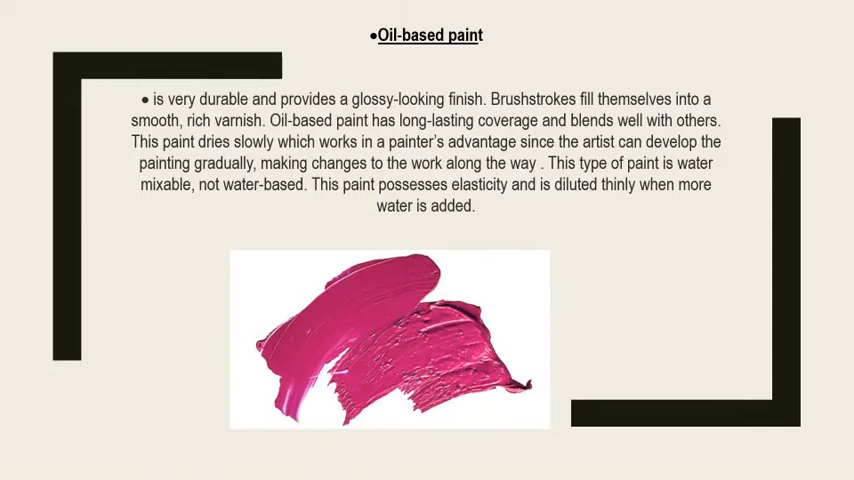 •Oil-based paint
• is very durable and provides a glossy-looking finish. Brushstrokes fill themselves into a
smooth, rich varnish. Oil-based paint has long-lasting coverage and blends well with others.
This paint dries slowly which works in a painter’s advantage since the artist can develop the
painting gradually, making changes to the work along the way . This type of paint is water
mixable, not water-based. This paint possesses elasticity and is diluted thinly when more
water is added.